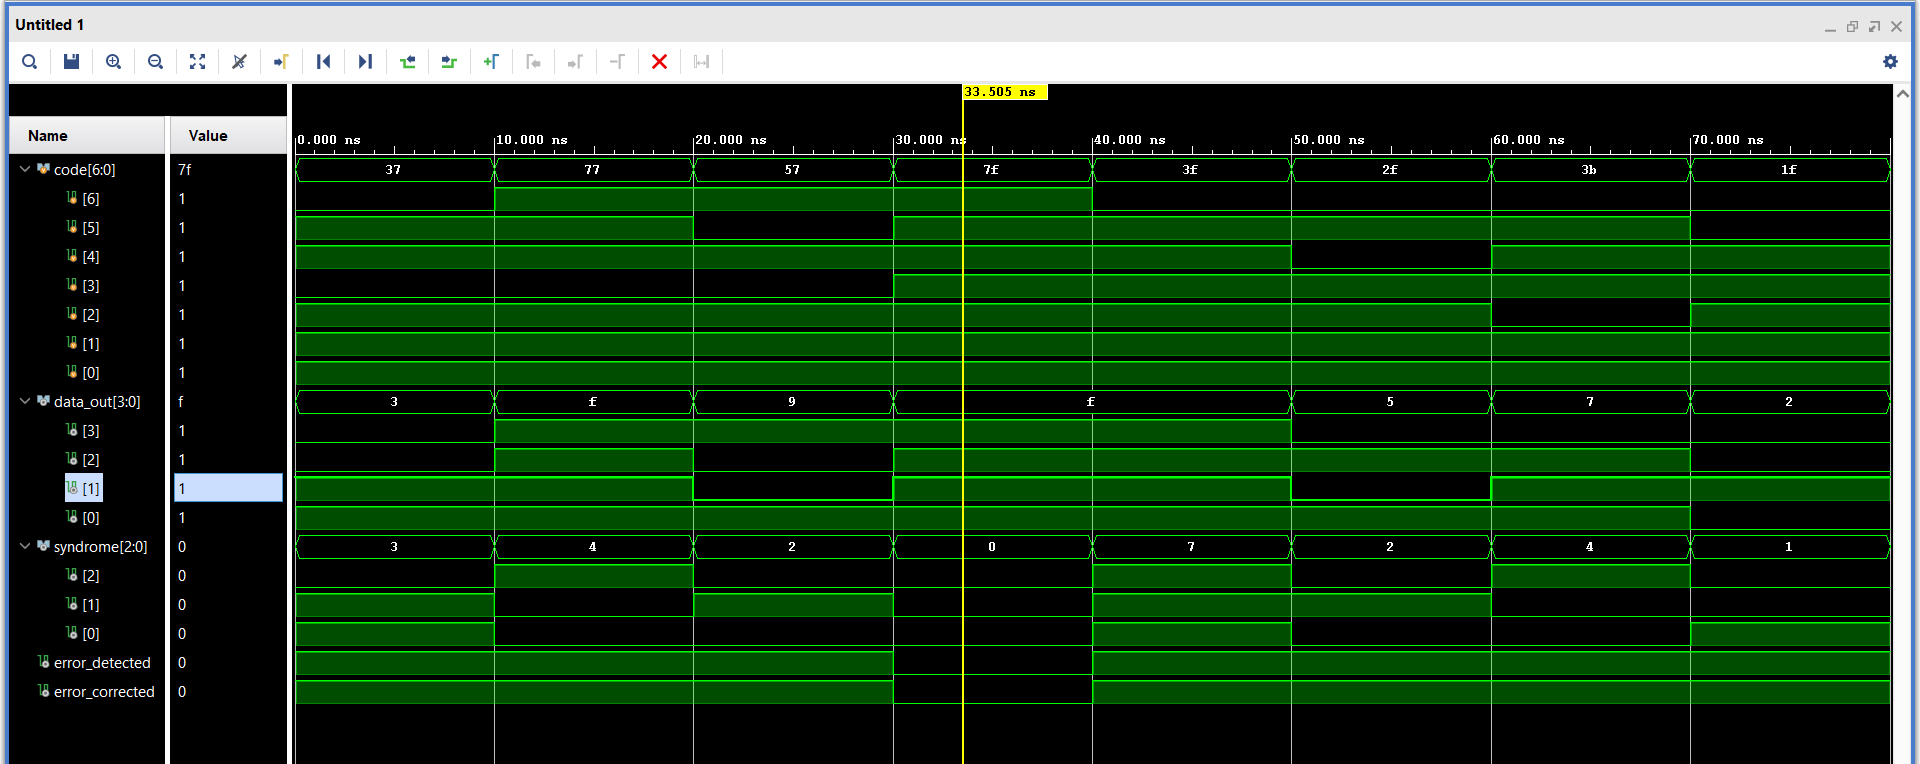 Untitled 1
33.505 ns
Name Value
0.000 ns 10.000 ns 20.000 ns 30.000 ns 40.000 ns 50.000 ns 60.000 ns 70.000 ns
code[6:0] 7f 37 77 57 7f 3f 2f 3b 1f
[6] 1
[5] 1
[4] 1
[3] 1
[2] 1
[1] 1
[0] 1
data_out[3:0] f 3 f 9 f 5 7 2
[3] 1
[2] 1
[1] 1
[0] 1
syndrome[2:0] 0 3 4 2 0 7 2 4 1
[2] 0
[1] 0
[0] 0
error_detected 0
error_corrected 0